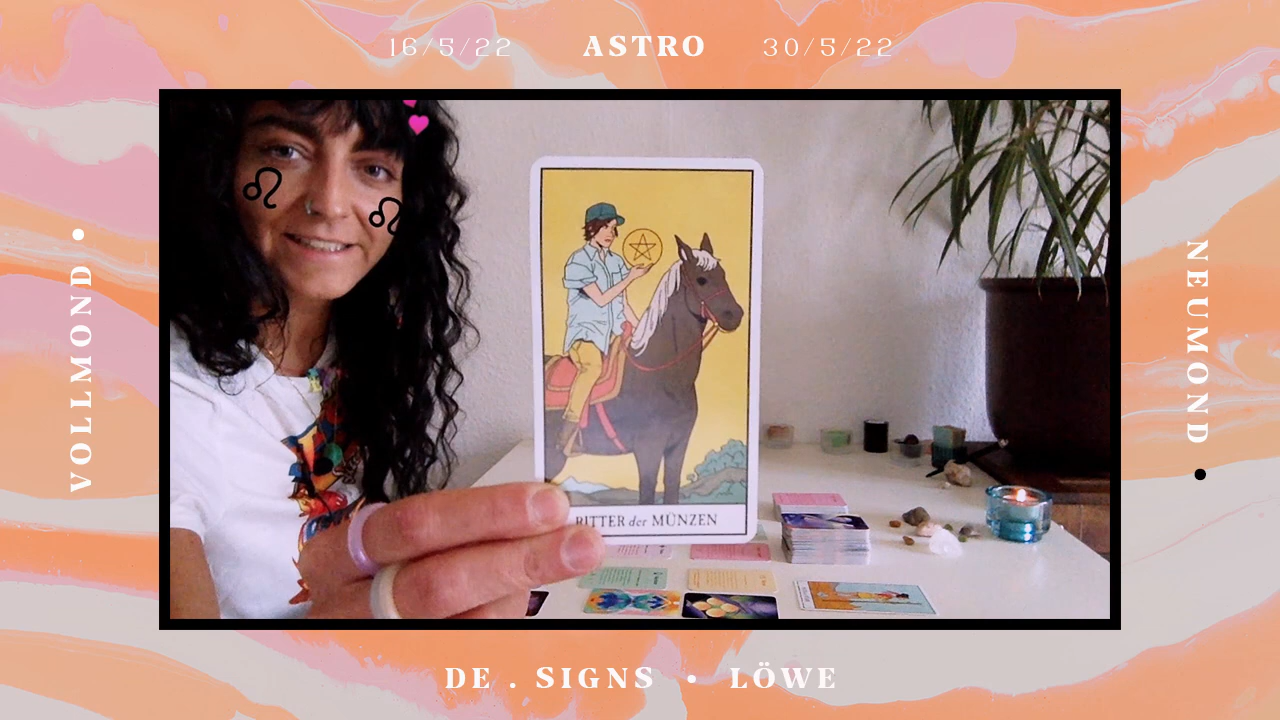 16/5/22 ASTRO 30/5/22
VOLLMOND
NEUMOND
RITTER der MÜNZEN
DE . SIGNS • LÖWE